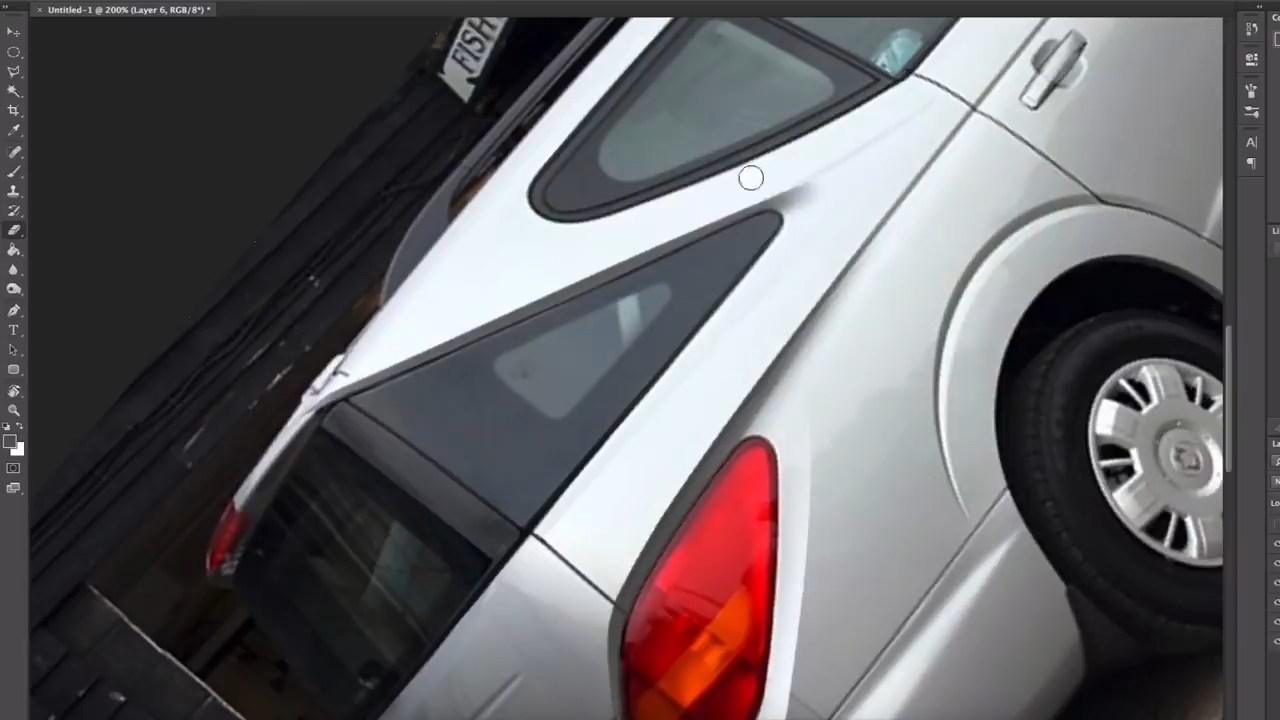 Untitled-1 @ 200% (Layer 6, RGB/8*) *
FISH